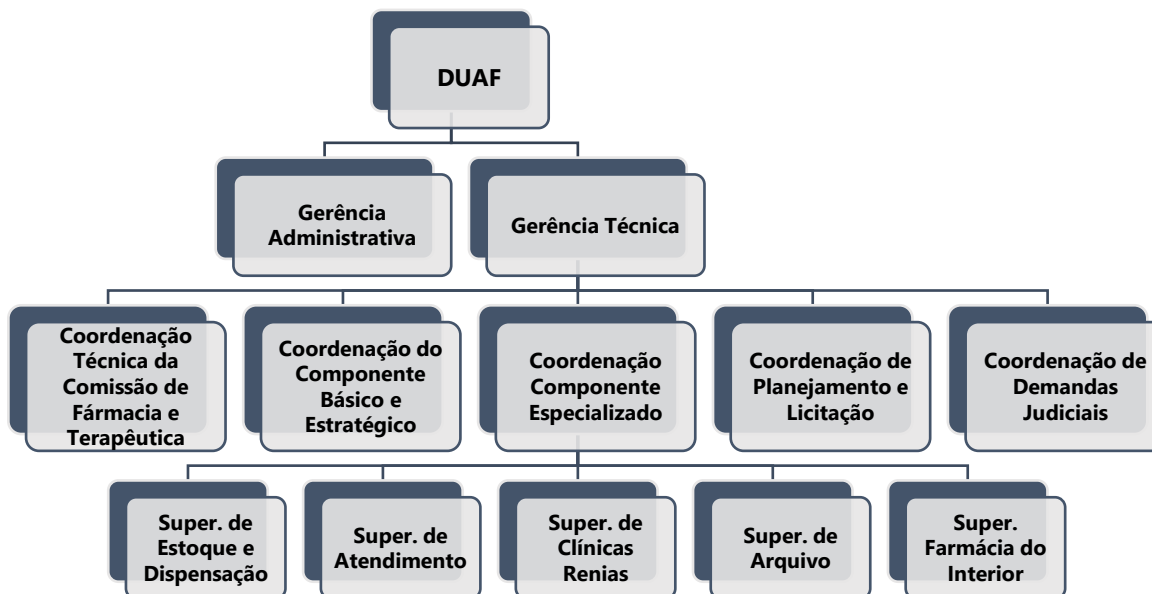 DUAF
Gerência
Administrativa
Gerência Técnica
Coordenação
Técnica da
Comissão de
Fármacia e
Terapêutica
Coordenação do
Componente
Básico e
Estratégico
Coordenação
Componente
Especializado
Coordenação de
Planejamento e
Licitação
Coordenação de
Demandas
Judiciais
Super. de
Estoque e
Dispensação
Super. de
Atendimento
Super. de
Clínicas
Renias
Super. de
Arquivo
Super.
Farmácia do
Interior